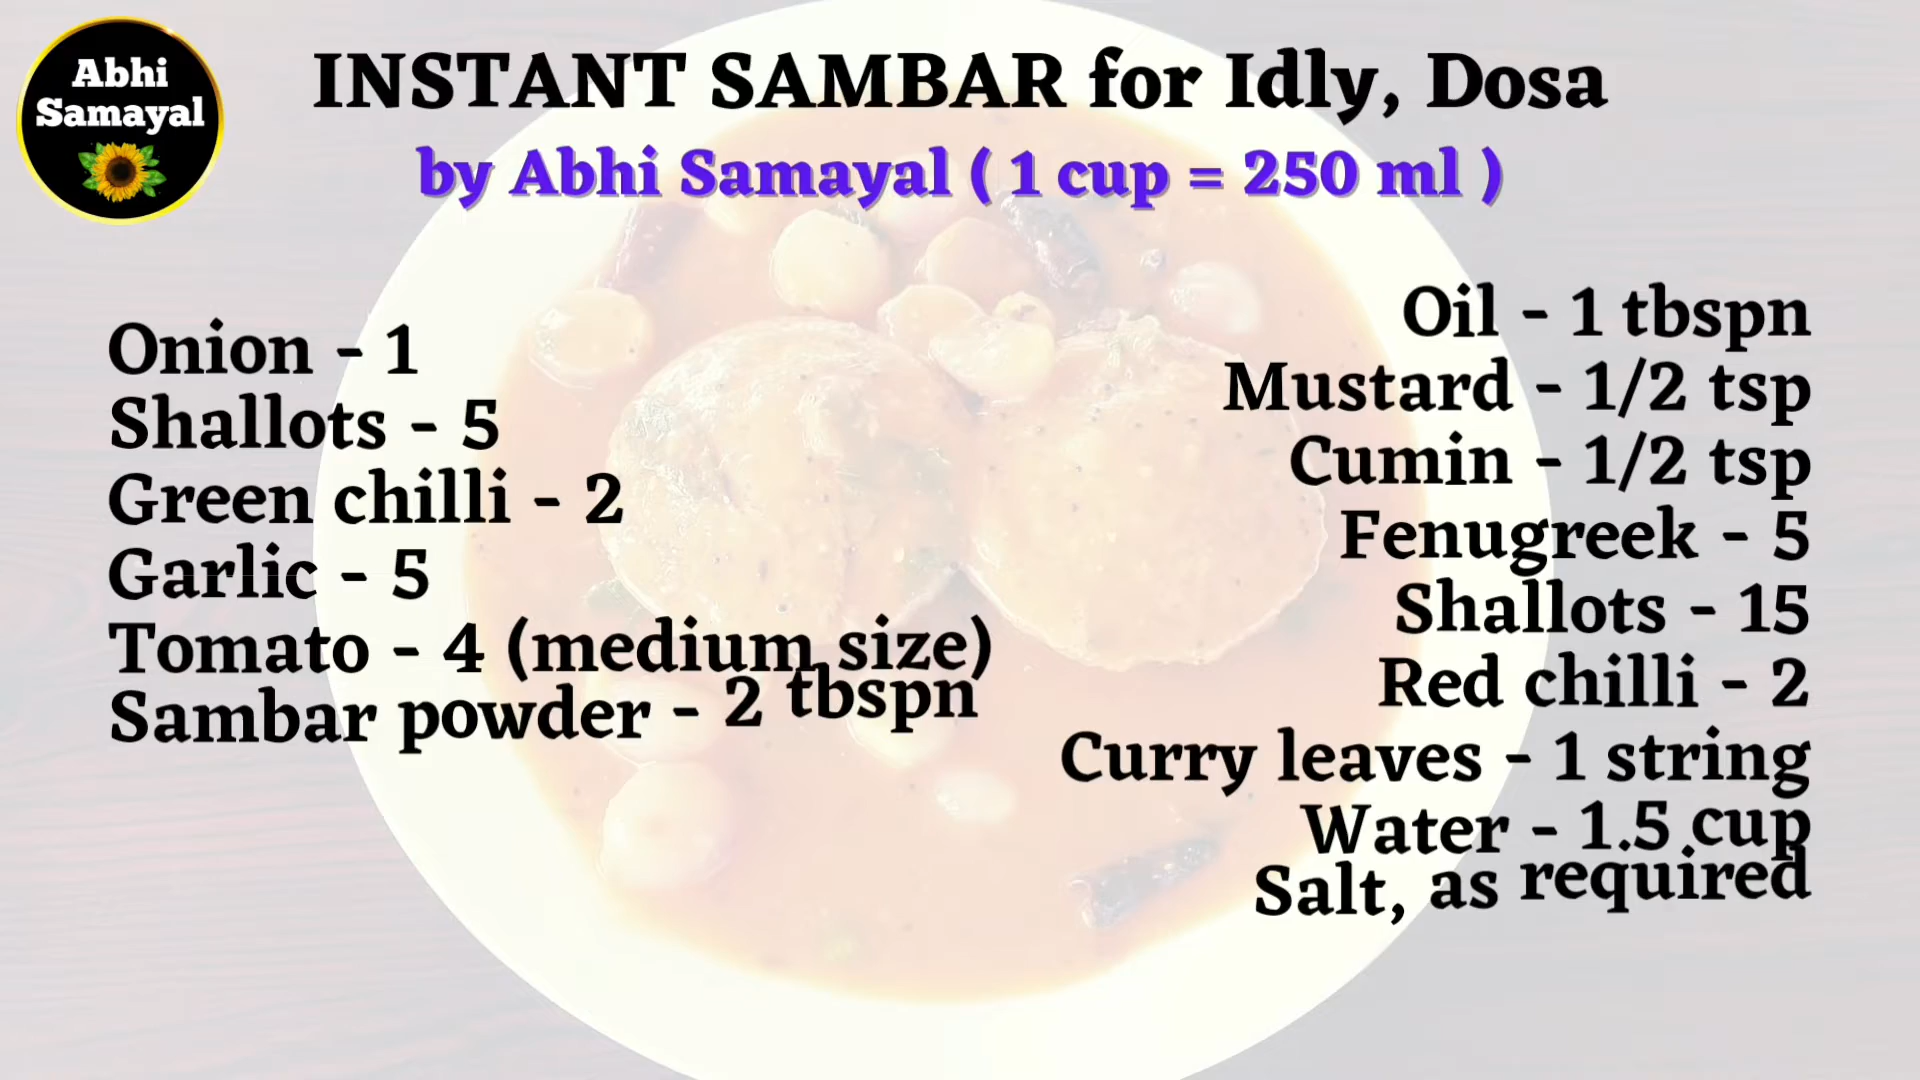 Abhi
Samayal
INSTANT SAMBAR for Idly, Dosa
by Abhi Samayal ( 1 cup = 250 ml )
Onion - 1
Shallots - 5
Green chilli - 2
Garlic - 5
Tomato - 4 (medium size)
Sambar powder - 2 tbspn
Oil - 1 tbspn
Mustard - 1/2 tsp
Cumin - 1/2 tsp
Fenugreek - 5
Shallots - 15
Red chilli - 2
Curry leaves - 1 string
Water - 1.5 cup
Salt, as required